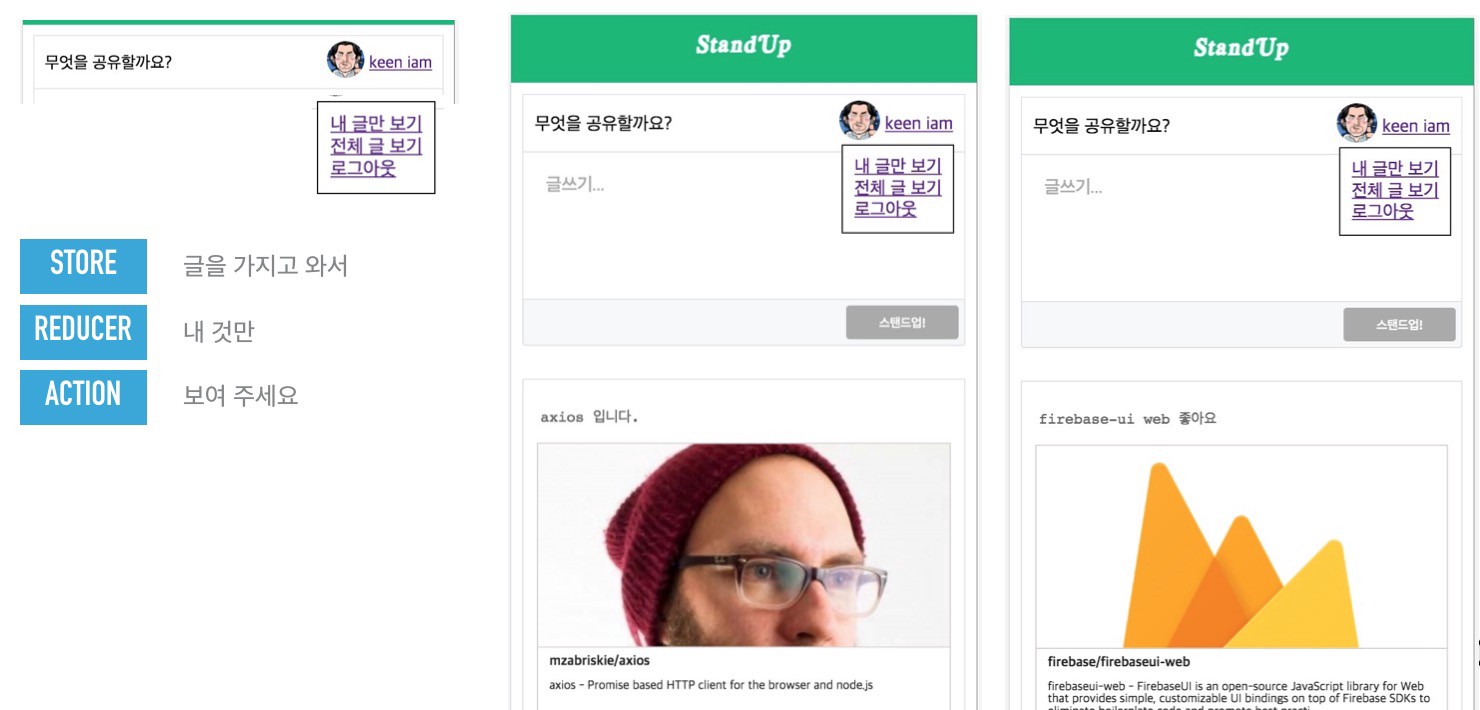 무엇을 공유할까요?
keen iam
내 글만 보기
전체 글 보기
로그아웃
STORE
글을 가지고 와서
REDUCER
내 것만
ACTION
보여 주세요
StandUp
무엇을 공유할까요?
keen iam
내 글만 보기
전체 글 보기
로그아웃
글쓰기...
스탠드업!
axios 입니다.
mzabriskie/axios
axios - Promise based HTTP client for the browser and node.js
StandUp
무엇을 공유할까요?
keen iam
내 글만 보기
전체 글 보기
로그아웃
글쓰기...
스탠드업!
firebase-ui web 좋아요
firebase/firebaseui-web
firebaseui-web - FirebaseUI is an open-source JavaScript library for Web
that provides simple, customizable UI bindings on top of Firebase SDKs to
eliminate boilerplate code and promote best practi